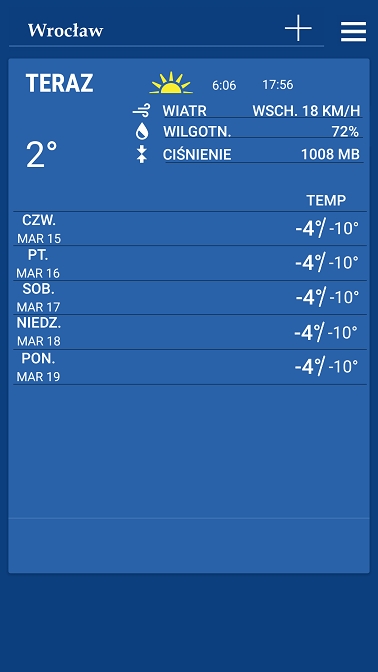 Wrocław
TERAZ
6:06 17:56
WIATR WSCH. 18 KM/H
WILGOTN. 72%
2°
CIŚNIENIE 1008 MB
TEMP
CZW.
MAR 15
-4°/-10°
PT.
MAR 16
-4°/-10°
SOB.
MAR 17
-4°/-10°
NIEDZ.
MAR 18
-4°/-10°
PON.
MAR 19
-4°/-10°